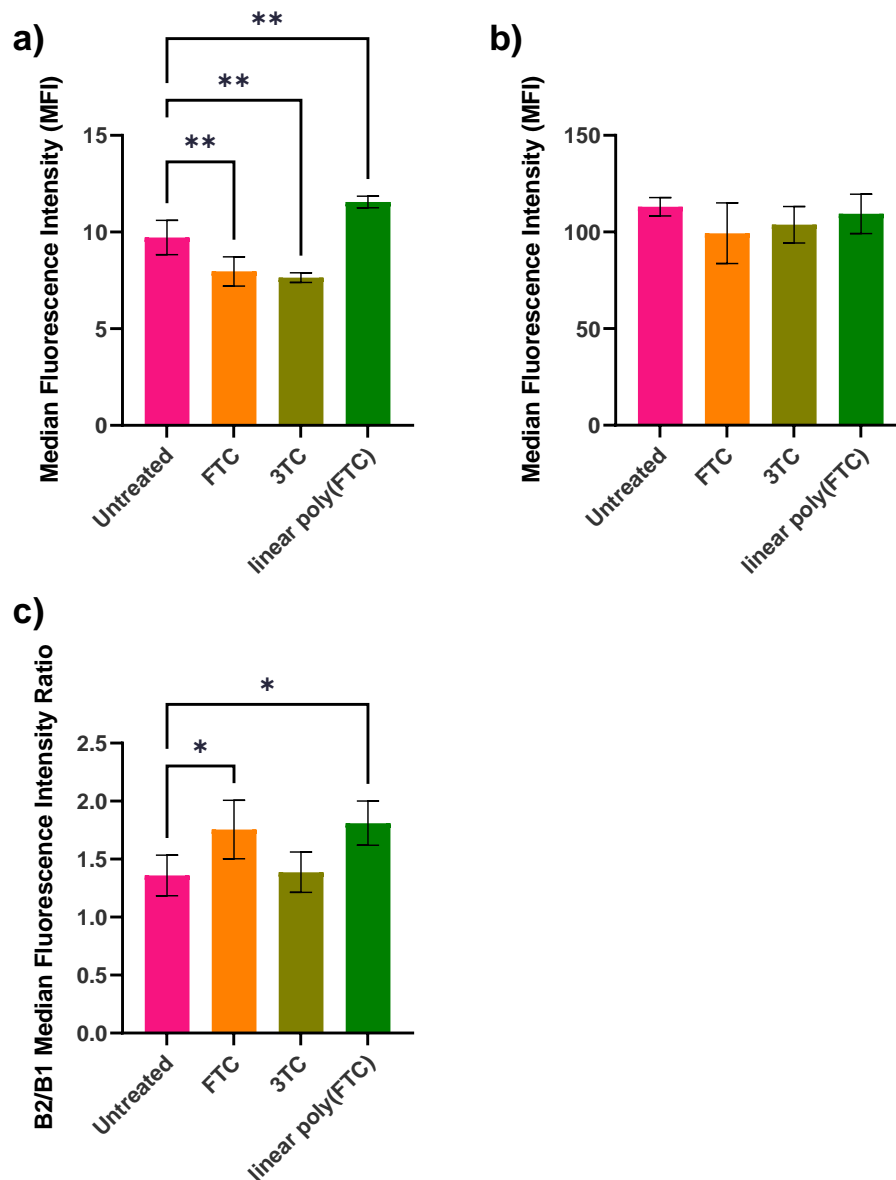 a)
Median Fluorescence Intensity (MFI)
**
**
**
15
10
5
0
Untreated
FTC
3TC
linear poly(FTC)
b)
Median Fluorescence Intensity (MFI)
150
100
50
0
Untreated
FTC
3TC
linear poly(FTC)
c)
B2/B1 Median Fluorescence Intensity Ratio
*
*
2.5
2.0
1.5
1.0
0.5
0.0
Untreated
FTC
3TC
linear poly(FTC)